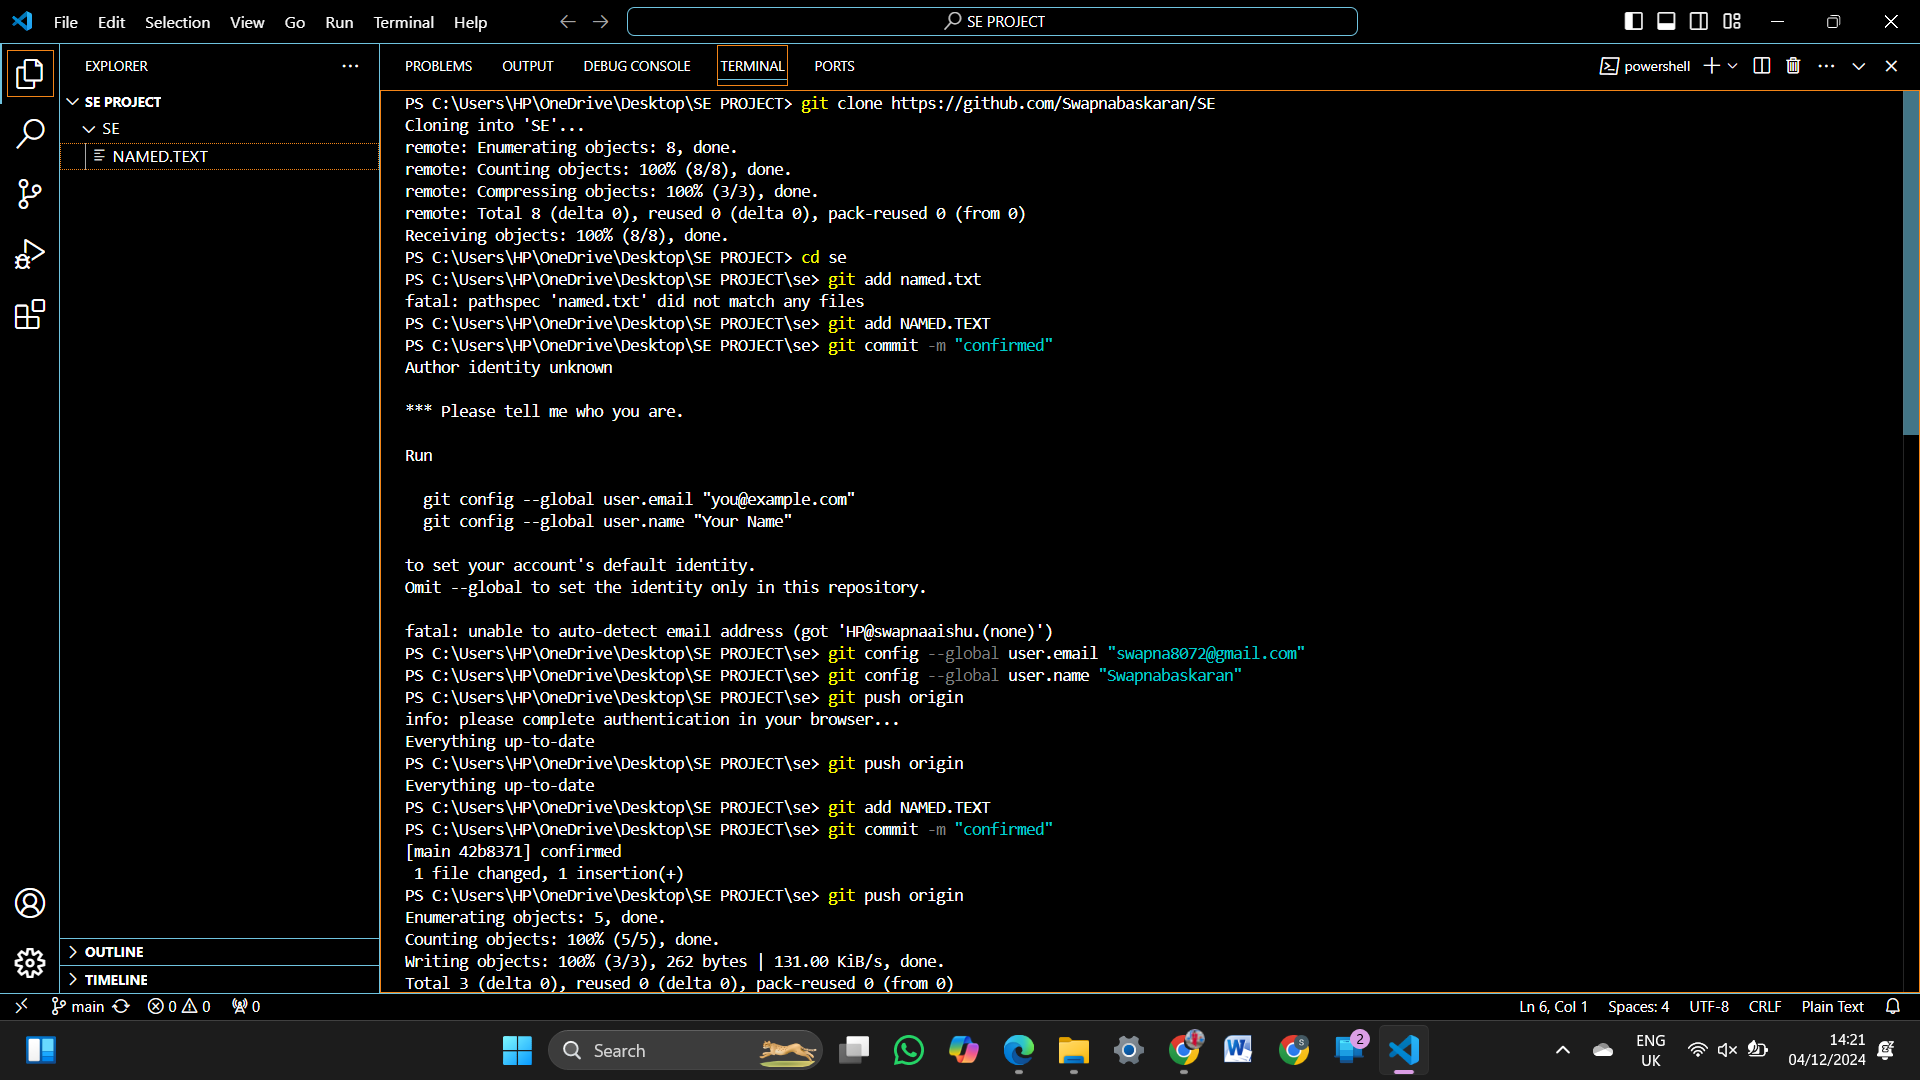 File Edit Selection View Go Run Terminal Help
SE PROJECT
EXPLORER
SE PROJECT
SE
NAMED.TEXT
OUTLINE
TIMELINE
PROBLEMS OUTPUT DEBUG CONSOLE TERMINAL PORTS
powershell
PS C:\Users\HP\OneDrive\Desktop\SE PROJECT> git clone https://github.com/Swapnabaskaran/SE
Cloning into 'SE'...
remote: Enumerating objects: 8, done.
remote: Counting objects: 100% (8/8), done.
remote: Compressing objects: 100% (3/3), done.
remote: Total 8 (delta 0), reused 0 (delta 0), pack-reused 0 (from 0)
Receiving objects: 100% (8/8), done.
PS C:\Users\HP\OneDrive\Desktop\SE PROJECT> cd se
PS C:\Users\HP\OneDrive\Desktop\SE PROJECT\se> git add named.txt
fatal: pathspec 'named.txt' did not match any files
PS C:\Users\HP\OneDrive\Desktop\SE PROJECT\se> git add NAMED.TEXT
PS C:\Users\HP\OneDrive\Desktop\SE PROJECT\se> git commit -m "confirmed"
Author identity unknown
*** Please tell me who you are.
Run
git config --global user.email "you@example.com"
git config --global user.name "Your Name"
to set your account's default identity.
Omit --global to set the identity only in this repository.
fatal: unable to auto-detect email address (got 'HP@swapnaaishu.(none)')
PS C:\Users\HP\OneDrive\Desktop\SE PROJECT\se> git config --global user.email "swapna8072@gmail.com"
PS C:\Users\HP\OneDrive\Desktop\SE PROJECT\se> git config --global user.name "Swapnabaskaran"
PS C:\Users\HP\OneDrive\Desktop\SE PROJECT\se> git push origin
info: please complete authentication in your browser...
Everything up-to-date
PS C:\Users\HP\OneDrive\Desktop\SE PROJECT\se> git push origin
Everything up-to-date
PS C:\Users\HP\OneDrive\Desktop\SE PROJECT\se> git add NAMED.TEXT
PS C:\Users\HP\OneDrive\Desktop\SE PROJECT\se> git commit -m "confirmed"
[main 42b8371] confirmed
1 file changed, 1 insertion(+)
PS C:\Users\HP\OneDrive\Desktop\SE PROJECT\se> git push origin
Enumerating objects: 5, done.
Counting objects: 100% (5/5), done.
Writing objects: 100% (3/3), 262 bytes | 131.00 KiB/s, done.
Total 3 (delta 0), reused 0 (delta 0), pack-reused 0 (from 0)
main 0 0 0 Ln 6, Col 1 Spaces: 4 UTF-8 CRLF Plain Text
Search
2
ENG
UK
14:21
04/12/2024